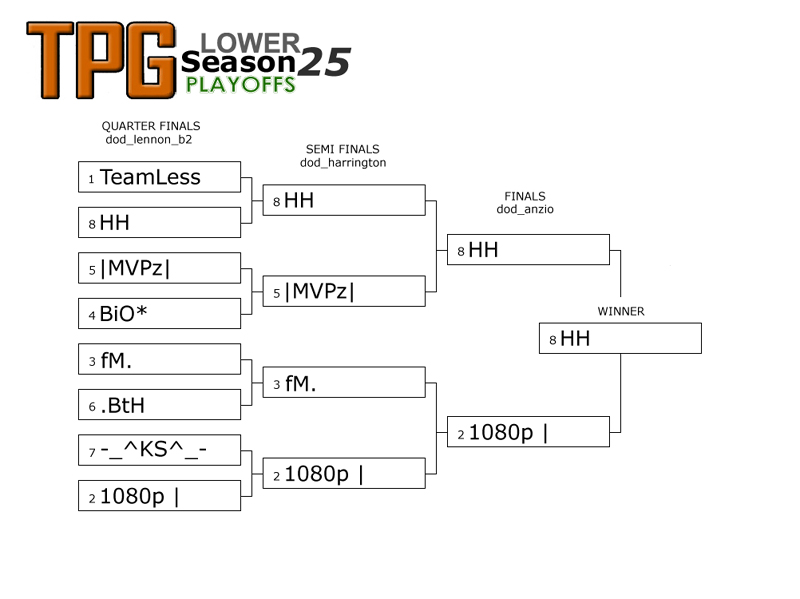 TPG
LOWER
Season 25
PLAYOFFS
QUARTER FINALS
dod_lennon_b2
1 TeamLess
8 HH
5 |MVPz|
4 BiO*
3 fM.
6 .BtH
7 -_^KS^_-
2 1080p |
SEMI FINALS
dod_harrington
8 HH
5 |MVPz|
3 fM.
2 1080p |
FINALS
dod_anzio
8 HH
2 1080p |
WINNER
8 HH